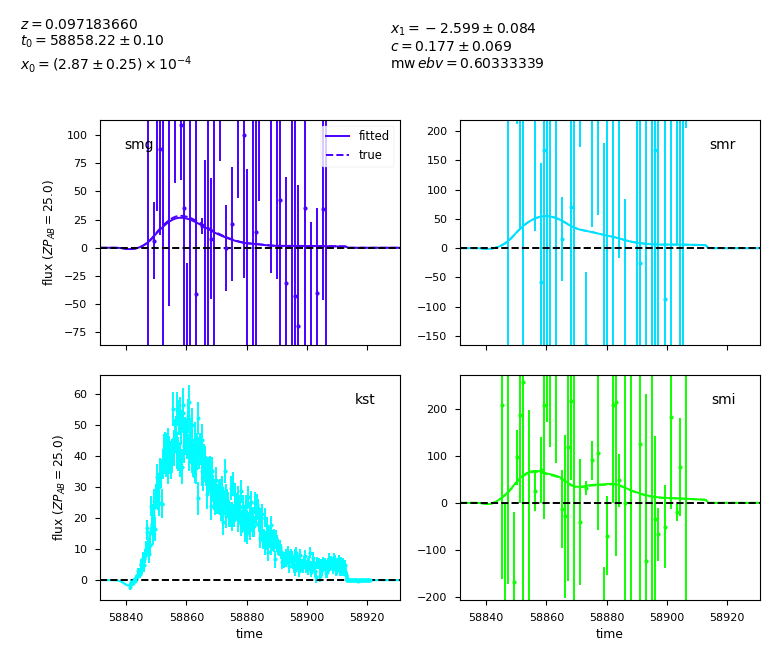 z = 0.097183660
t₀ = 58858.22 ± 0.10
x₀ = (2.87 ± 0.25) × 10⁻⁴
x₁ = −2.599 ± 0.084
c = 0.177 ± 0.069
mw ebv = 0.60333339
smg
fitted
true
100
75
50
25
0
−25
−50
−75
flux (ZP_AB = 25.0)
smr
200
150
100
50
0
−50
−100
−150
kst
60
50
40
30
20
10
0
flux (ZP_AB = 25.0)
58840 58860 58880 58900 58920
time
smi
200
100
0
−100
−200
58840 58860 58880 58900 58920
time